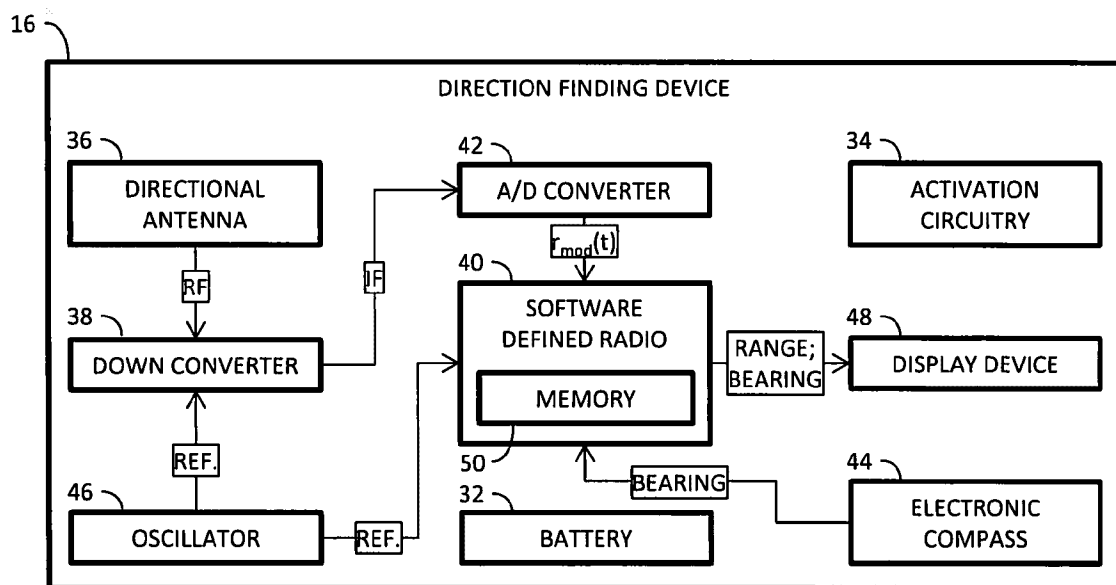 16
DIRECTION FINDING DEVICE
36
DIRECTIONAL
ANTENNA
42
A/D CONVERTER
34
ACTIVATION
CIRCUITRY
RF
IF
r_mod(t)
38
DOWN CONVERTER
40
SOFTWARE
DEFINED RADIO
MEMORY
50
RANGE;
BEARING
48
DISPLAY DEVICE
REF.
46
OSCILLATOR
REF.
32
BATTERY
BEARING
44
ELECTRONIC
COMPASS